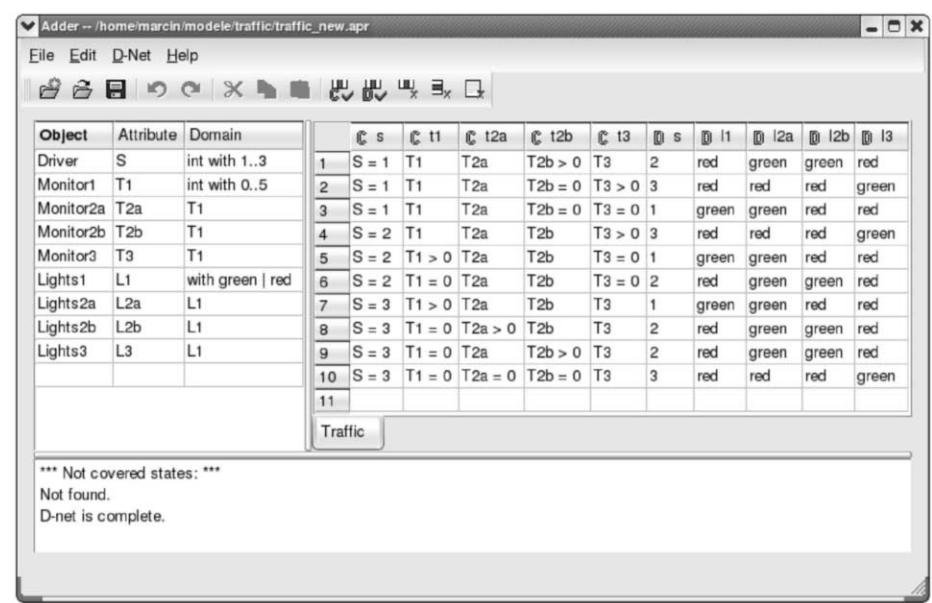 Adder -- /home/marcin/modele/traffic/traffic_new.apr
File Edit D-Net Help
Object Attribute Domain
Driver S int with 1..3
Monitor1 T1 int with 0..5
Monitor2a T2a T1
Monitor2b T2b T1
Monitor3 T3 T1
Lights1 L1 with green | red
Lights2a L2a L1
Lights2b L2b L1
Lights3 L3 L1
C s C t1 C t2a C t2b C t3 D s D l1 D l2a D l2b D l3
1 S = 1 T1 T2a T2b > 0 T3 2 red green green red
2 S = 1 T1 T2a T2b = 0 T3 > 0 3 red red red green
3 S = 1 T1 T2a T2b = 0 T3 = 0 1 green green red red
4 S = 2 T1 T2a T2b T3 > 0 3 red red red green
5 S = 2 T1 > 0 T2a T2b T3 = 0 1 green green red red
6 S = 2 T1 = 0 T2a T2b T3 = 0 2 red green green red
7 S = 3 T1 > 0 T2a T2b T3 1 green green red red
8 S = 3 T1 = 0 T2a > 0 T2b T3 2 red green green red
9 S = 3 T1 = 0 T2a T2b > 0 T3 2 red green green red
10 S = 3 T1 = 0 T2a = 0 T2b = 0 T3 3 red red red green
11
Traffic
*** Not covered states: ***
Not found.
D-net is complete.